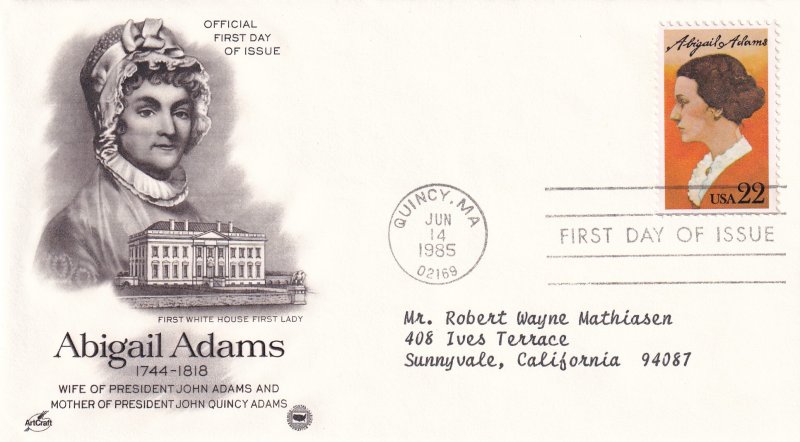 OFFICIAL
FIRST DAY
OF ISSUE
FIRST WHITE HOUSE FIRST LADY
Abigail Adams
1744-1818
WIFE OF PRESIDENT JOHN ADAMS AND
MOTHER OF PRESIDENT JOHN QUINCY ADAMS
ArtCraft
QUINCY, MA
JUN
14
1985
02169
Abigail Adams
USA 22
FIRST DAY OF ISSUE
Mr. Robert Wayne Mathiasen
408 Ives Terrace
Sunnyvale, California 94087